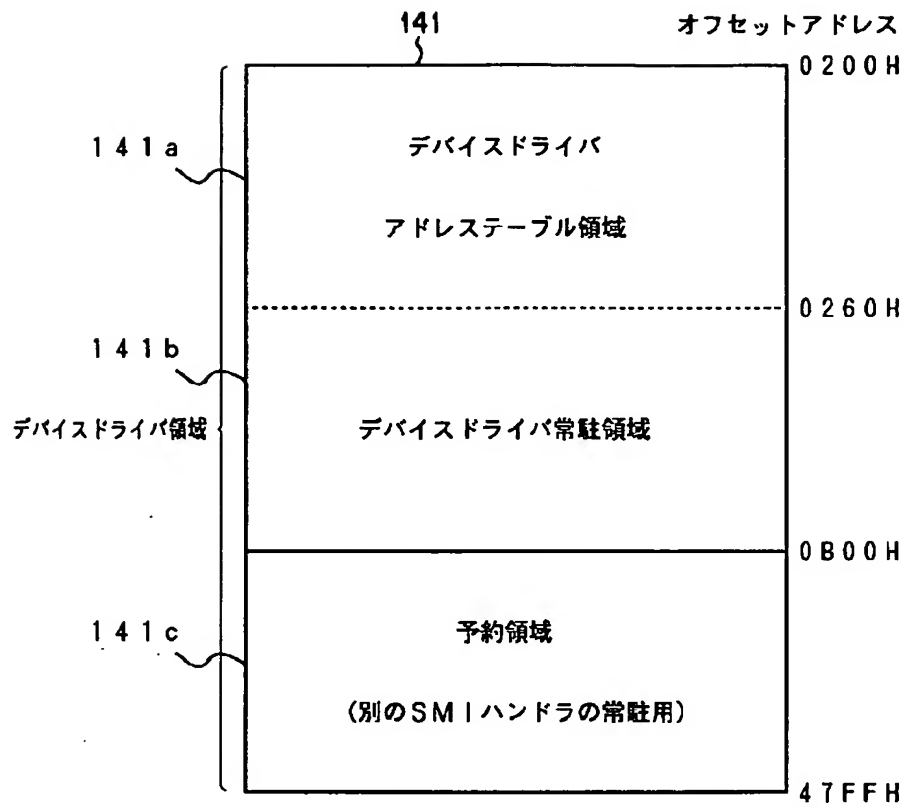 141 オフセットアドレス
0200H
141a デバイスドライバ
アドレステーブル領域
0260H
141b
デバイスドライバ領域 デバイスドライバ常駐領域
0B00H
141c 予約領域
(別のSMIハンドラの常駐用)
47FFH